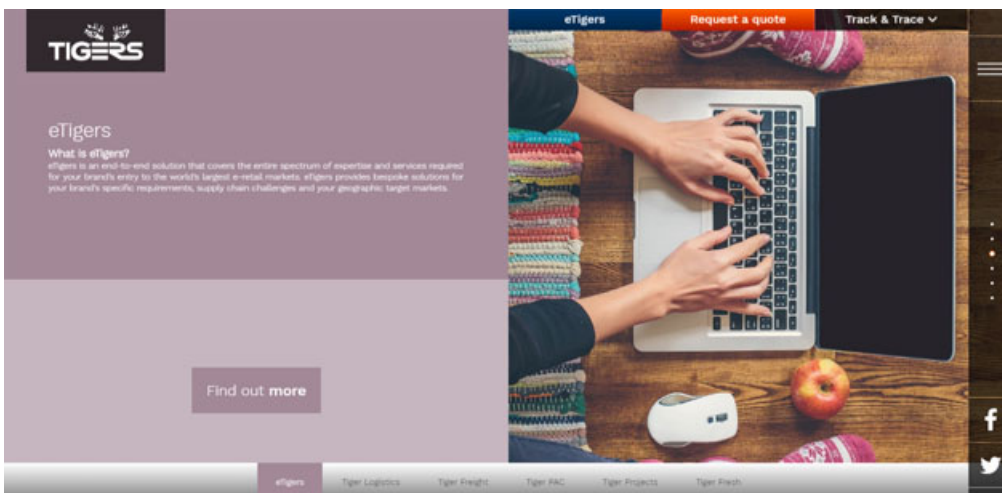 TIGERS
eTigers
Request a quote
Track & Trace
eTigers
What is eTigers?
eTigers is an end-to-end solution that covers the entire spectrum of expertise and services required
for your brand's entry to the world's largest e-retail markets. eTigers provides bespoke solutions for
your brand's specific requirements, supply chain challenges and your geographic target markets.
Find out more
eTigers
Tiger Logistics
Tiger Freight
Tiger PAC
Tiger Projects
Tiger Fresh